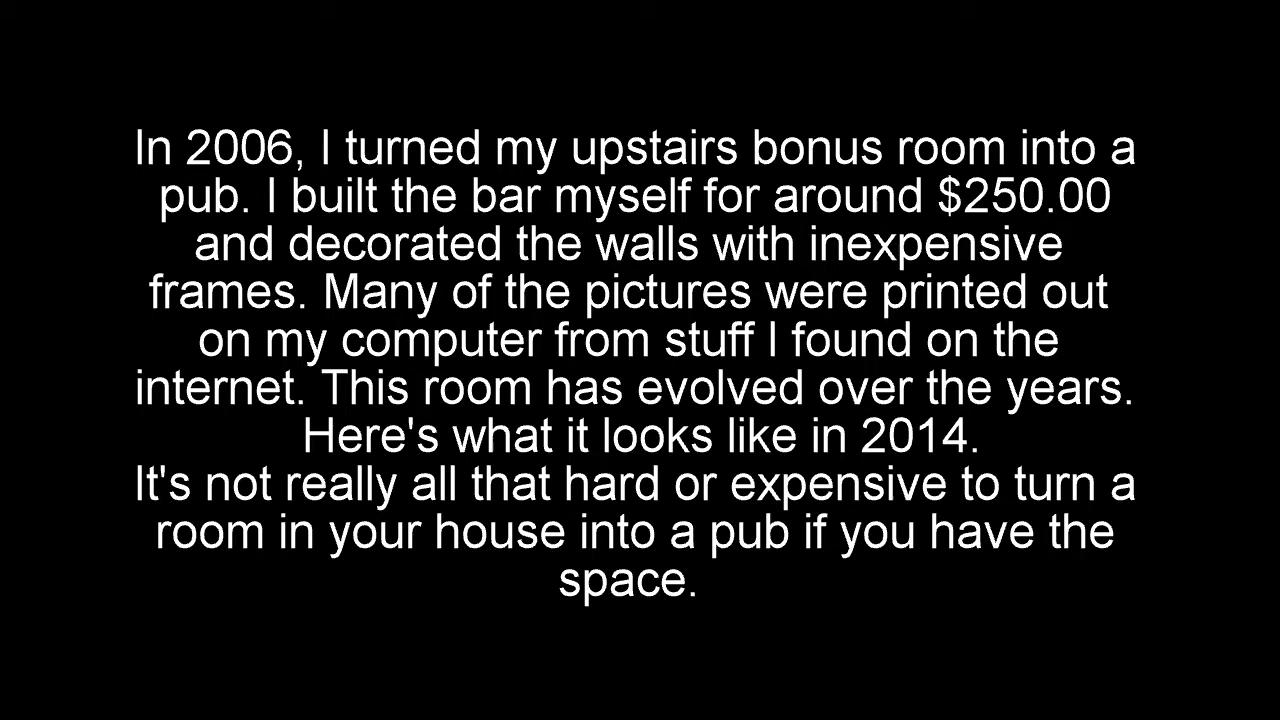 In 2006, I turned my upstairs bonus room into a
pub. I built the bar myself for around $250.00
and decorated the walls with inexpensive
frames. Many of the pictures were printed out
on my computer from stuff I found on the
internet. This room has evolved over the years.
Here's what it looks like in 2014.
It's not really all that hard or expensive to turn a
room in your house into a pub if you have the
space.